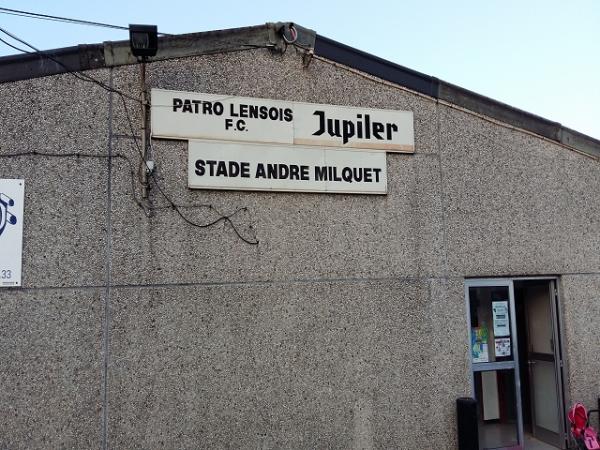 PATRO LENSOIS
F.C.
Jupiler
STADE ANDRE MILQUET
.33